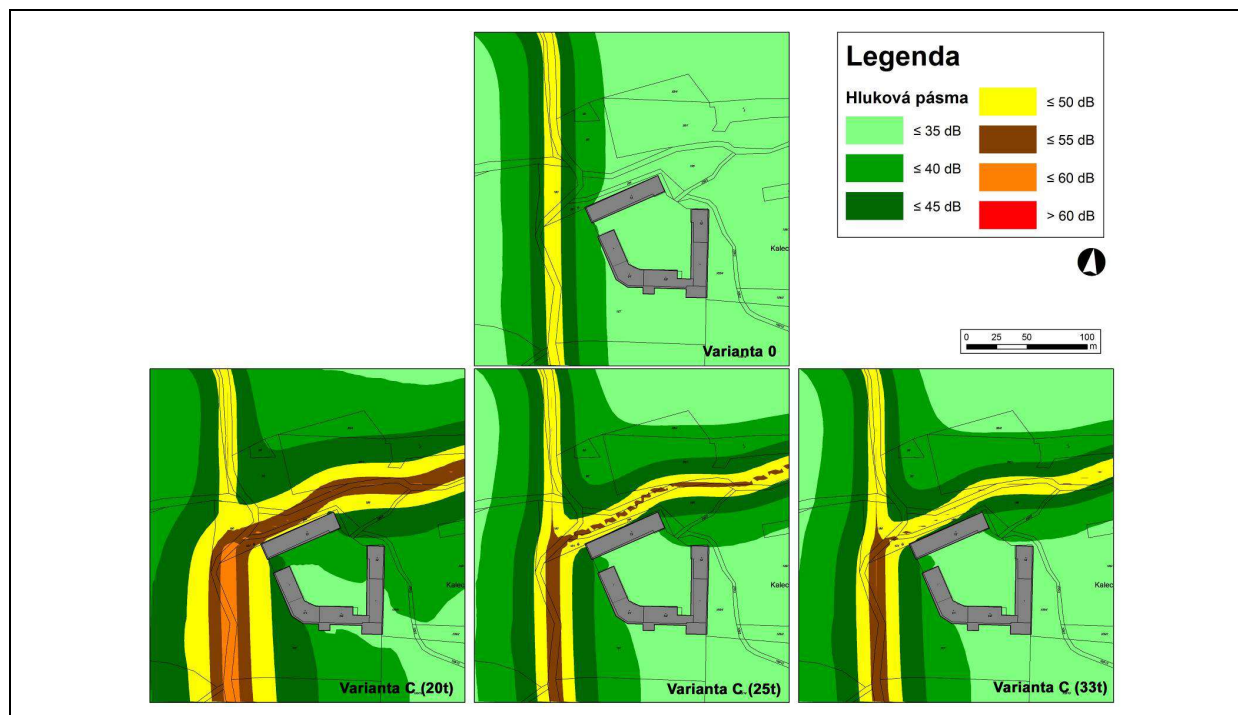 Legenda
Hluková pásma
≤ 35 dB
≤ 40 dB
≤ 45 dB
≤ 50 dB
≤ 55 dB
≤ 60 dB
> 60 dB
0 25 50 100
m
Kalec
Varianta 0
Kalec
Varianta C (20t)
Kalec
Varianta C (25t)
Kalec
Varianta C (33t)